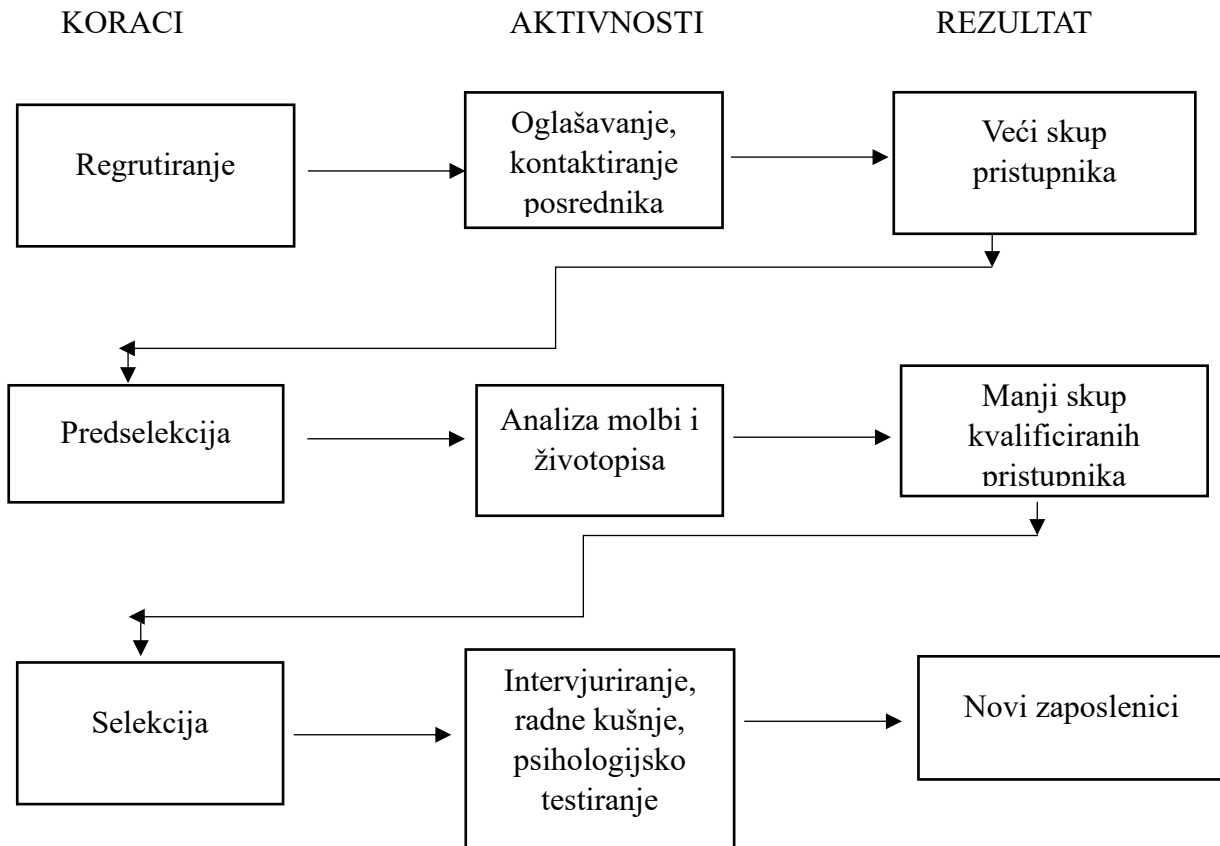 KORACI
AKTIVNOSTI
REZULTAT
Regrutiranje
Oglašavanje,
kontaktiranje
posrednika
Veći skup
pristupnika
Predselekcija
Analiza molbi i
životopisa
Manji skup
kvalificiranih
pristupnika
Selekcija
Intervjuriranje,
radne kušnje,
psihologijsko
testiranje
Novi zaposlenici